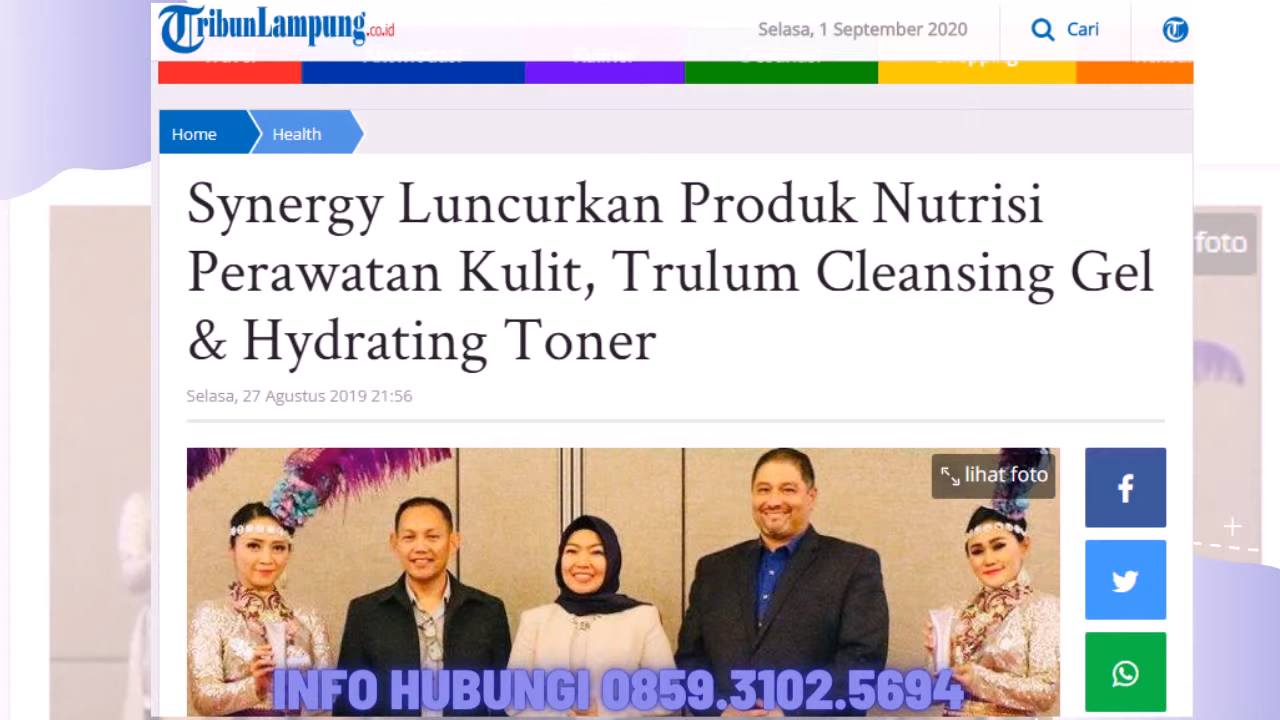 TribunLampung.co.id
Selasa, 1 September 2020
Cari
Home
Health
Synergy Luncurkan Produk Nutrisi
Perawatan Kulit, Trulum Cleansing Gel
& Hydrating Toner
Selasa, 27 Agustus 2019 21:56
lihat foto
foto
INFO HUBUNGI 0859.3102.5694